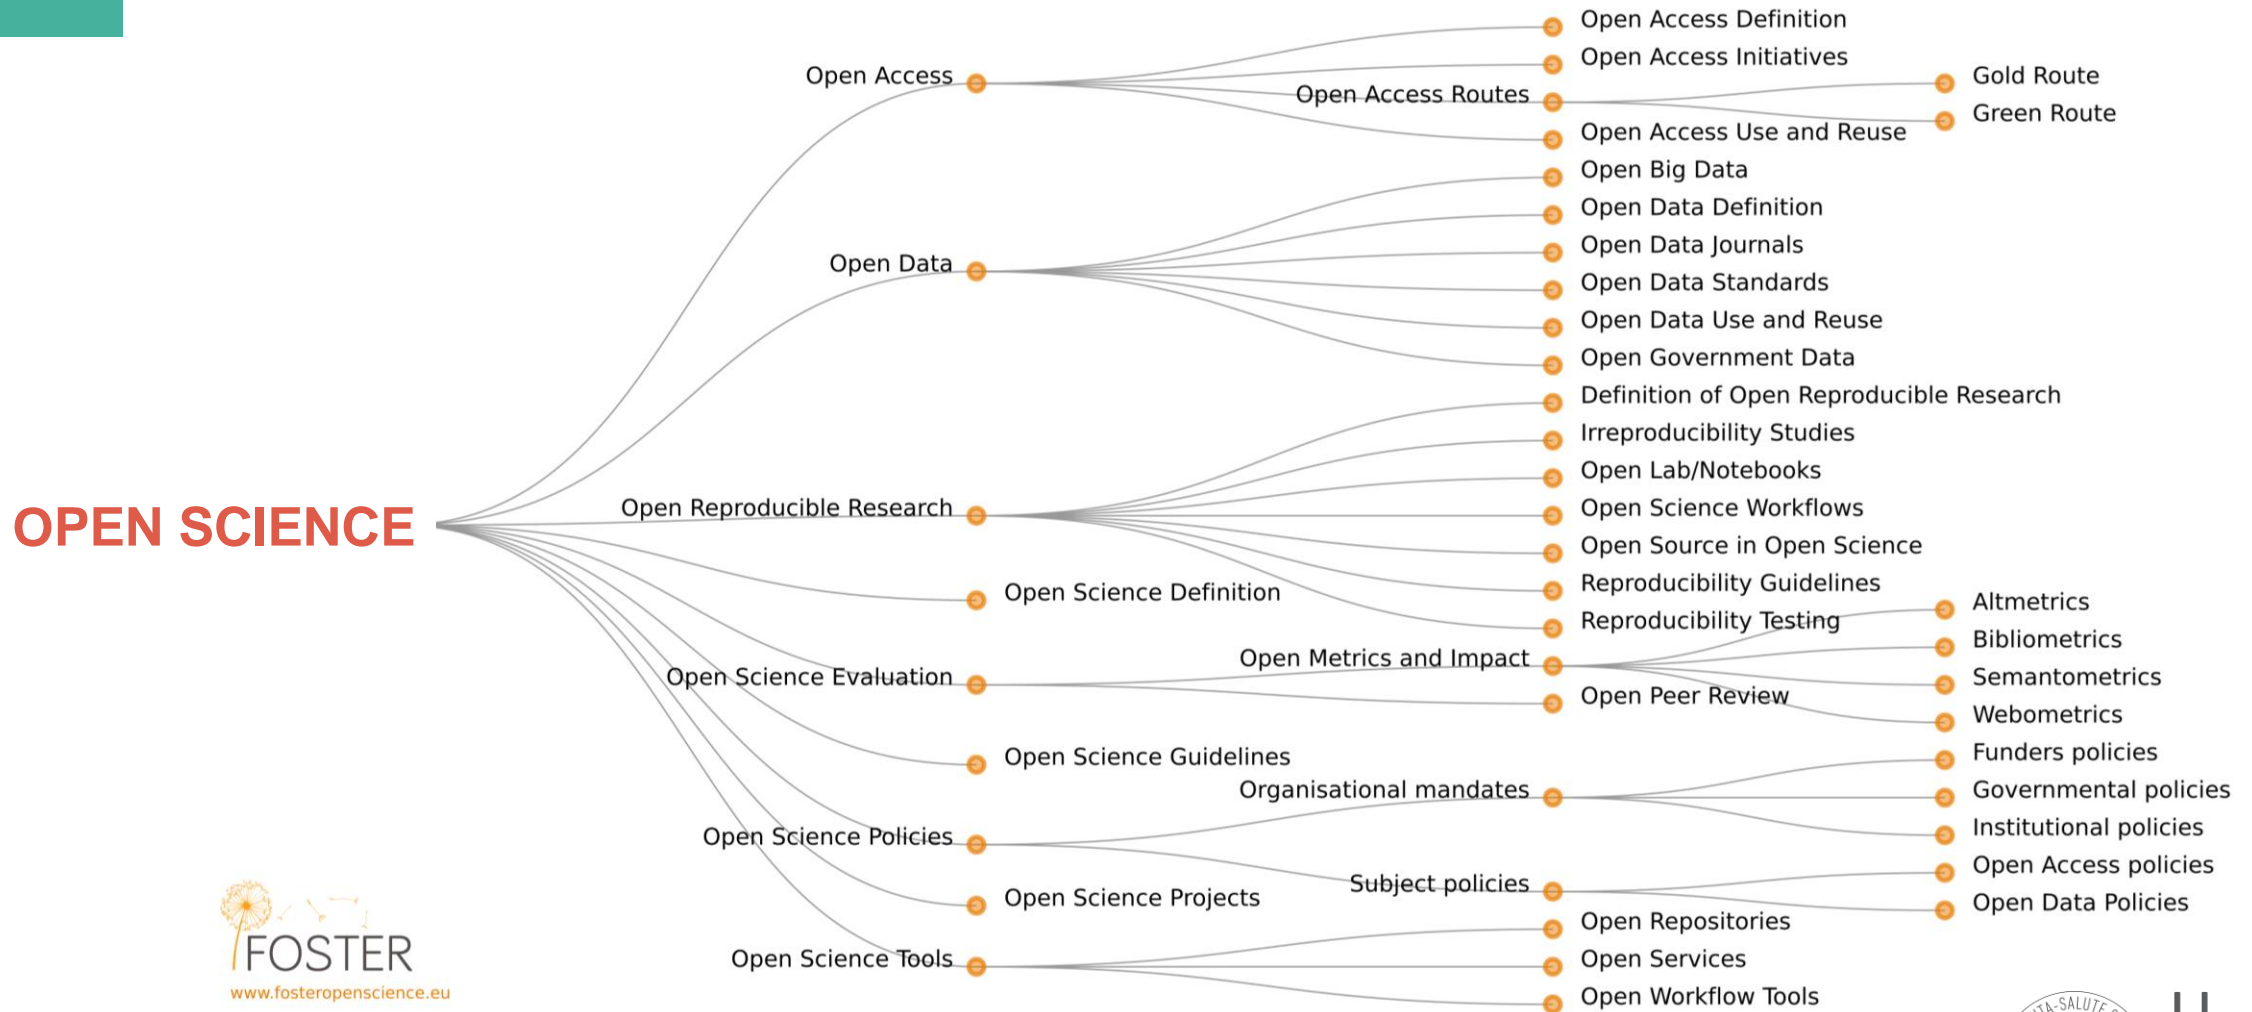 OPEN SCIENCE
Open Access
Open Access Definition
Open Access Initiatives
Open Access Routes
Gold Route
Green Route
Open Access Use and Reuse
Open Data
Open Big Data
Open Data Definition
Open Data Journals
Open Data Standards
Open Data Use and Reuse
Open Government Data
Open Reproducible Research
Definition of Open Reproducible Research
Irreproducibility Studies
Open Lab/Notebooks
Open Science Workflows
Open Source in Open Science
Reproducibility Guidelines
Reproducibility Testing
Open Science Definition
Open Science Evaluation
Open Metrics and Impact
Altmetrics
Bibliometrics
Semantometrics
Webometrics
Open Peer Review
Open Science Guidelines
Open Science Policies
Organisational mandates
Funders policies
Governmental policies
Institutional policies
Subject policies
Open Access policies
Open Data Policies
Open Science Projects
Open Science Tools
Open Repositories
Open Services
Open Workflow Tools
FOSTER
www.fosteropenscience.eu